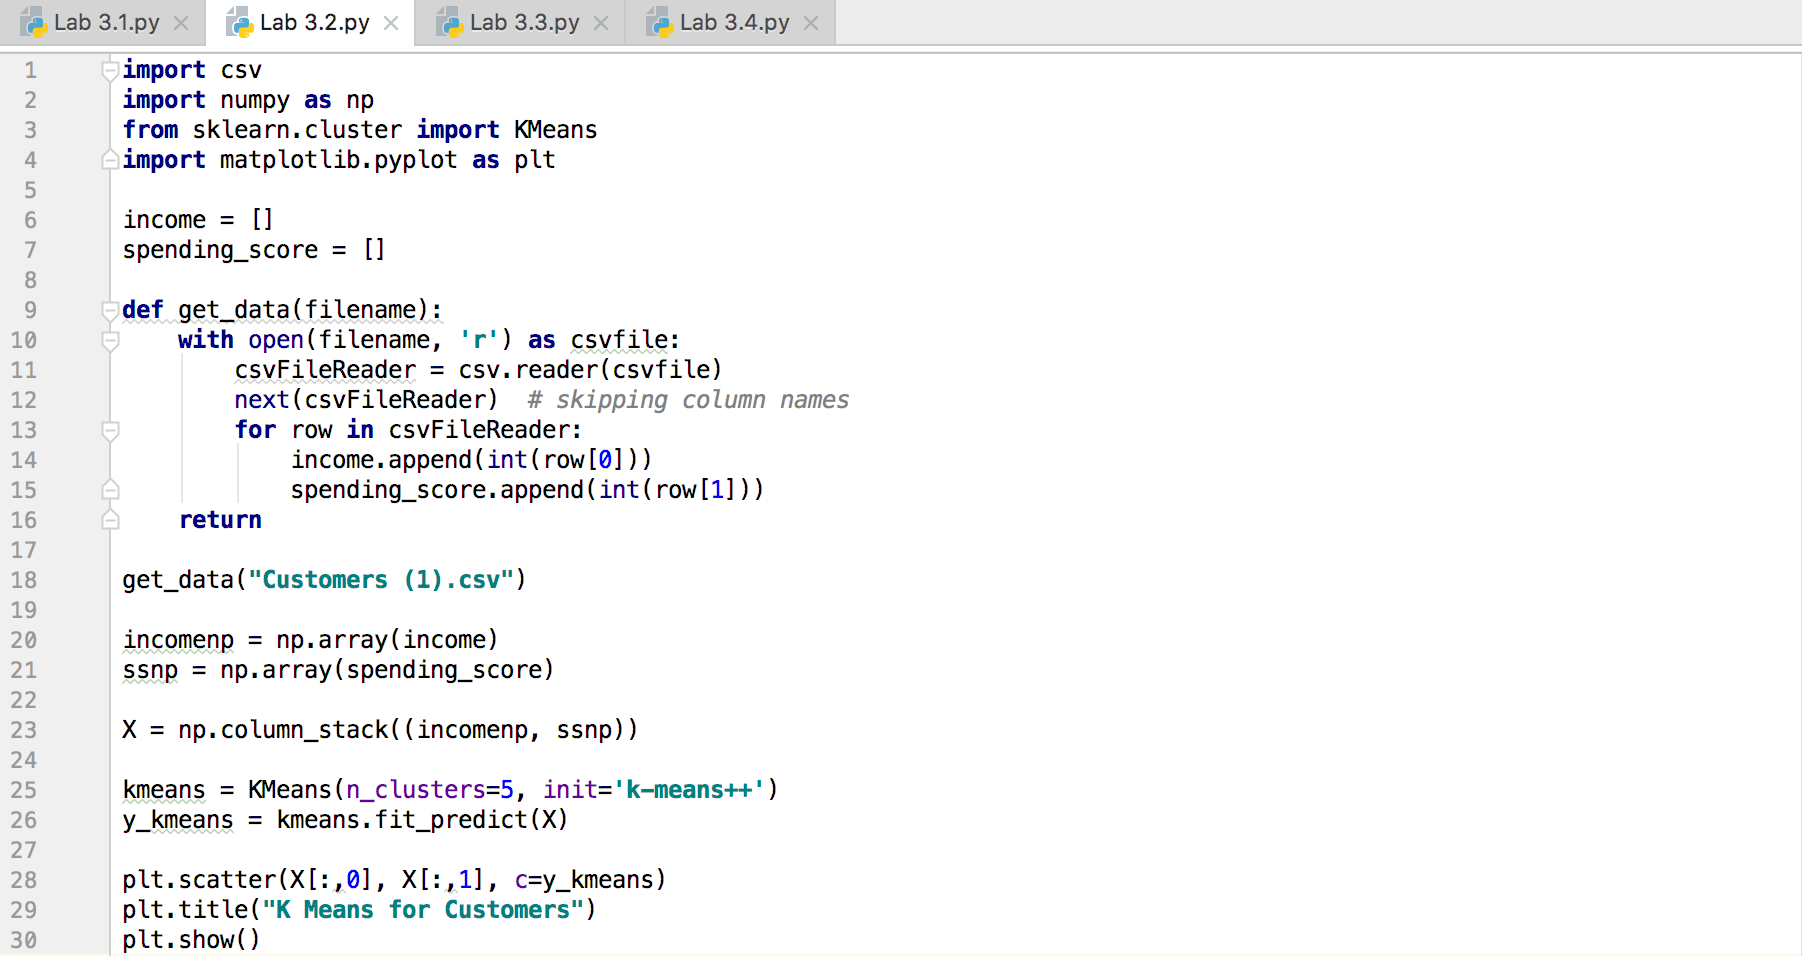 Lab 3.1.py Lab 3.2.py Lab 3.3.py Lab 3.4.py
1 import csv
2 import numpy as np
3 from sklearn.cluster import KMeans
4 import matplotlib.pyplot as plt
5
6 income = []
7 spending_score = []
8
9 def get_data(filename):
10     with open(filename, 'r') as csvfile:
11         csvFileReader = csv.reader(csvfile)
12         next(csvFileReader)  # skipping column names
13         for row in csvFileReader:
14             income.append(int(row[0]))
15             spending_score.append(int(row[1]))
16     return
17
18 get_data("Customers (1).csv")
19
20 incomenp = np.array(income)
21 ssnp = np.array(spending_score)
22
23 X = np.column_stack((incomenp, ssnp))
24
25 kmeans = KMeans(n_clusters=5, init='k-means++')
26 y_kmeans = kmeans.fit_predict(X)
27
28 plt.scatter(X[:,0], X[:,1], c=y_kmeans)
29 plt.title("K Means for Customers")
30 plt.show()